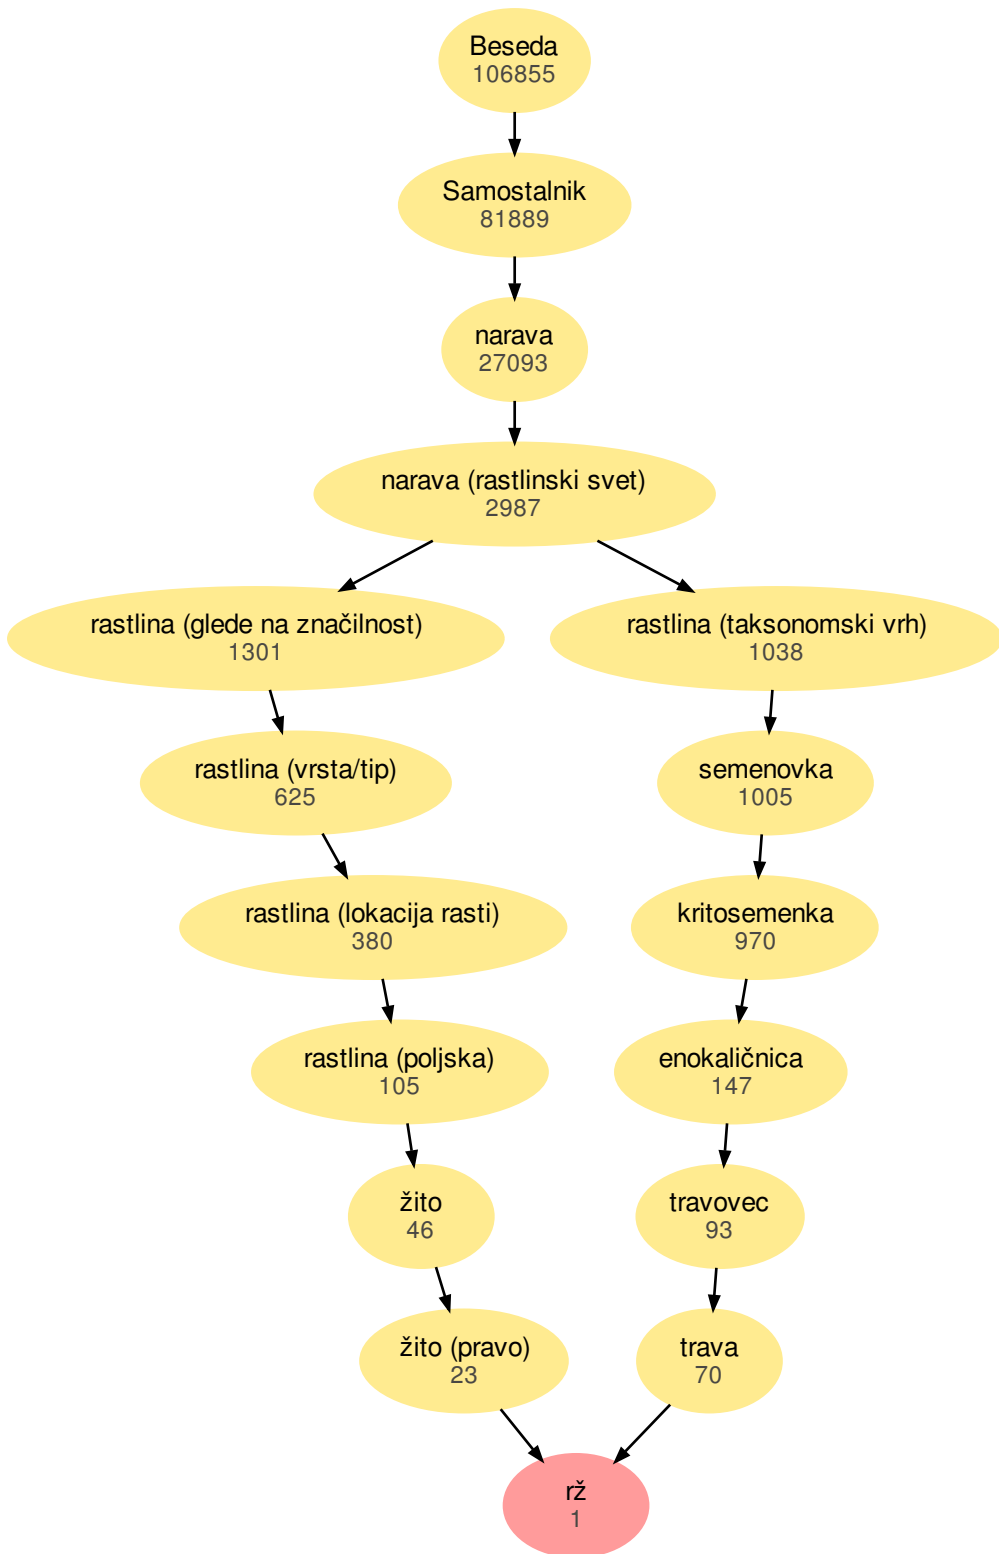 Beseda
106855
Samostalnik
81889
narava
27093
narava (rastlinski svet)
2987
rastlina (glede na značilnost)
1301
rastlina (taksonomski vrh)
1038
rastlina (vrsta/tip)
625
semenovka
1005
rastlina (lokacija rasti)
380
kritosemenka
970
rastlina (poljska)
105
enokaličnica
147
žito
46
travovec
93
žito (pravo)
23
trava
70
rž
1